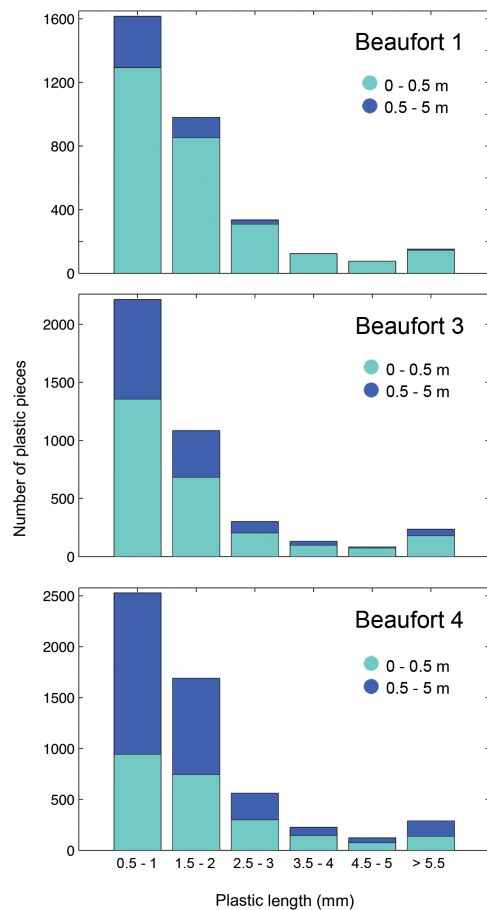 Beaufort 1
0 - 0.5 m
0.5 - 5 m
1600
1200
800
400
0
Beaufort 3
0 - 0.5 m
0.5 - 5 m
2000
1500
1000
500
0
Number of plastic pieces
Beaufort 4
0 - 0.5 m
0.5 - 5 m
2500
2000
1500
1000
500
0
0.5 - 1 1.5 - 2 2.5 - 3 3.5 - 4 4.5 - 5 > 5.5
Plastic length (mm)